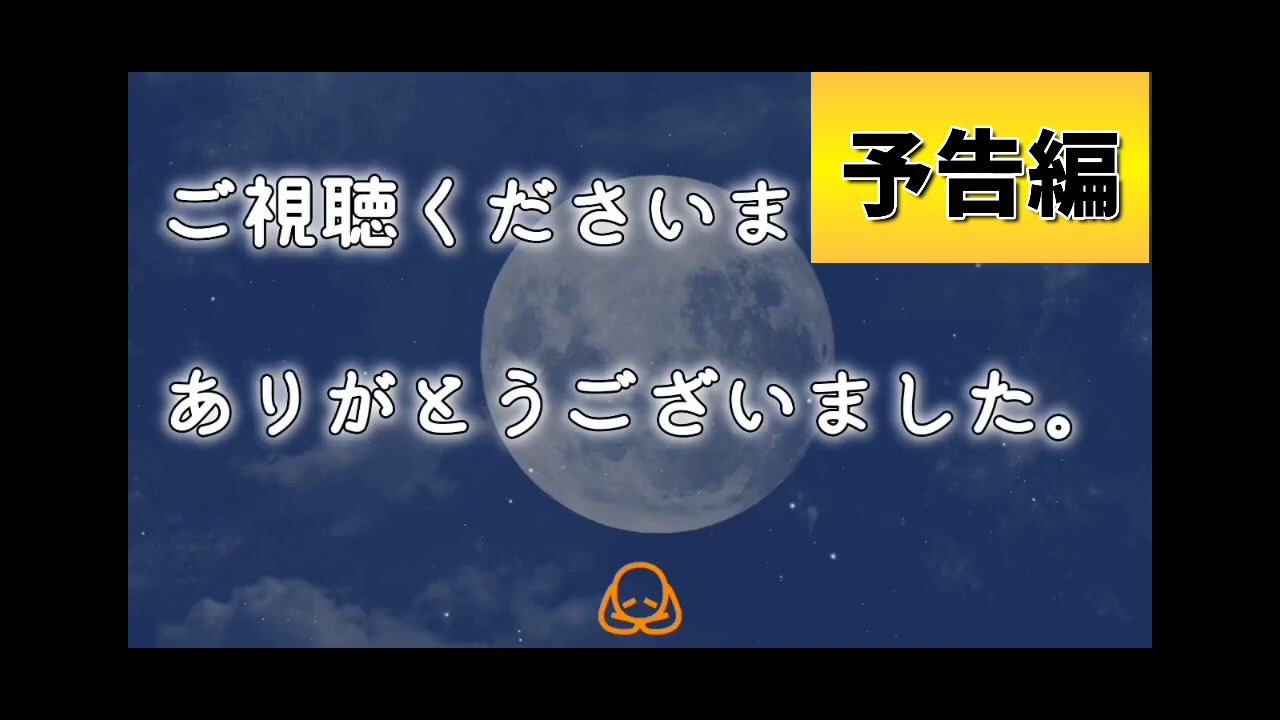 ご視聴くださいま
予告編
ありがとうございました。